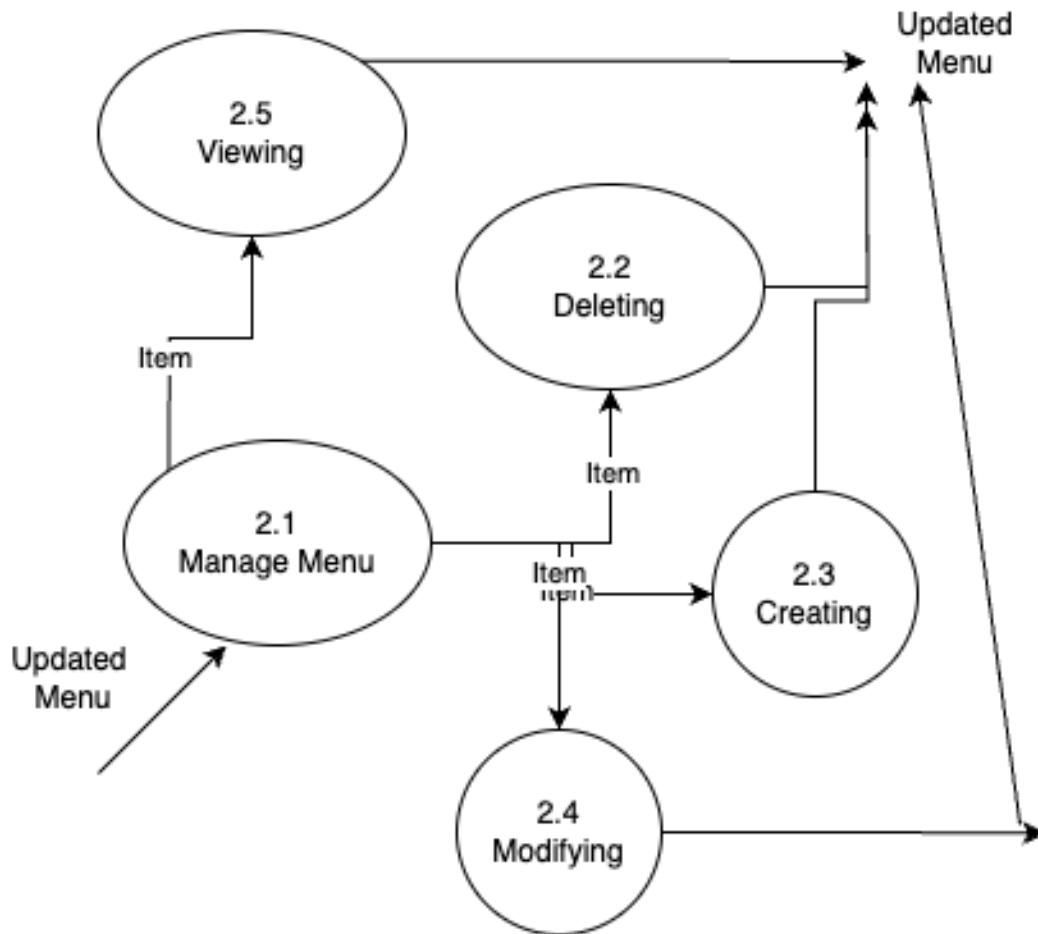 Updated
Menu
2.5
Viewing
2.2
Deleting
Item
Item
2.1
Manage Menu
Item
2.3
Creating
Updated
Menu
2.4
Modifying